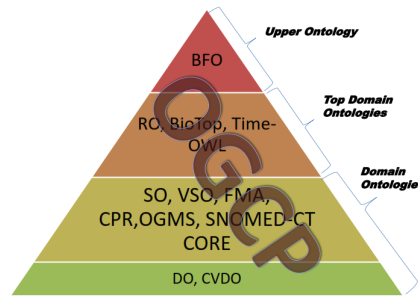 Upper Ontology
BFO
Top Domain
Ontologies
RO, BioTop, Time-
OWL
Domain
Ontologie
SO, VSO, FMA,
CPR,OGMS, SNOMED-CT
CORE
DO, CVDO
OGCP